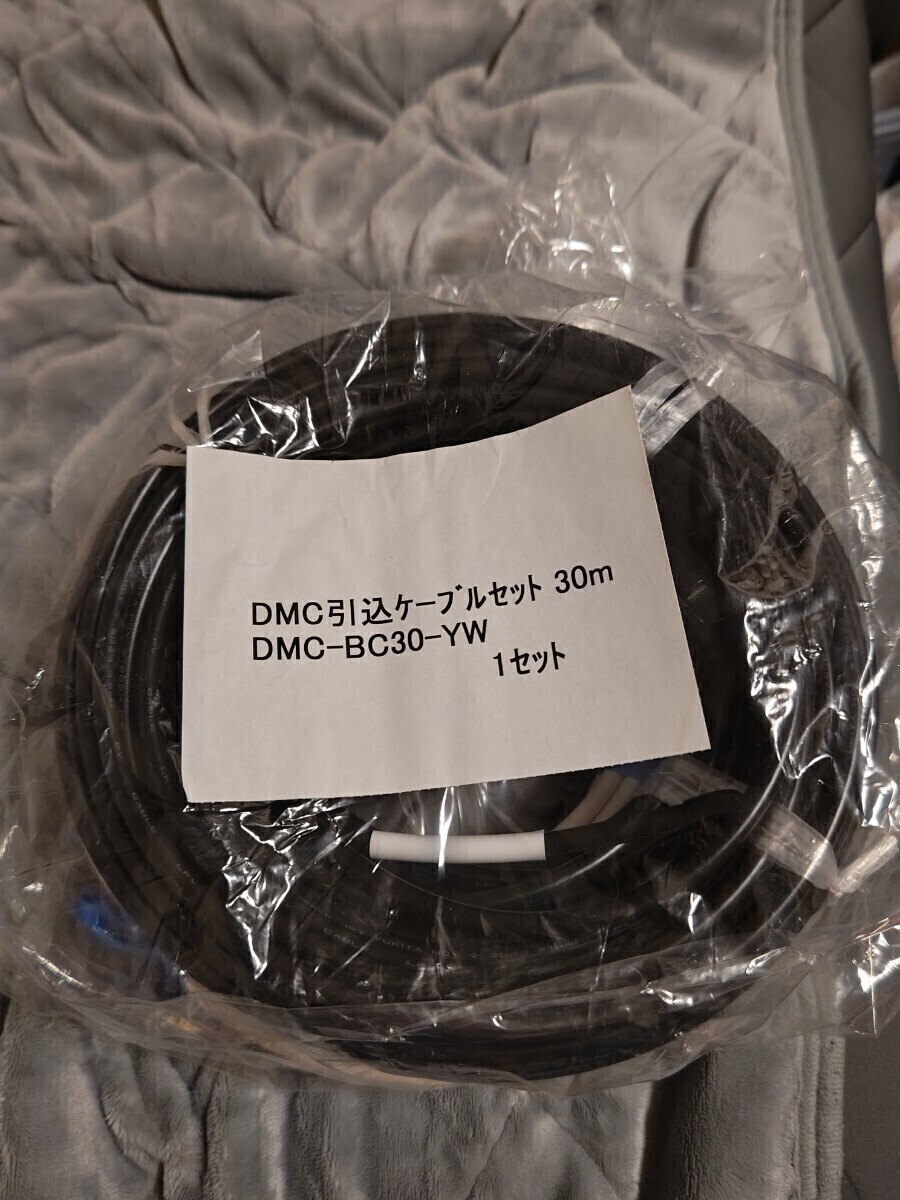 DMC引込ｹｰﾌﾞﾙｾｯﾄ 30m
DMC-BC30-YW
1ｾｯﾄ